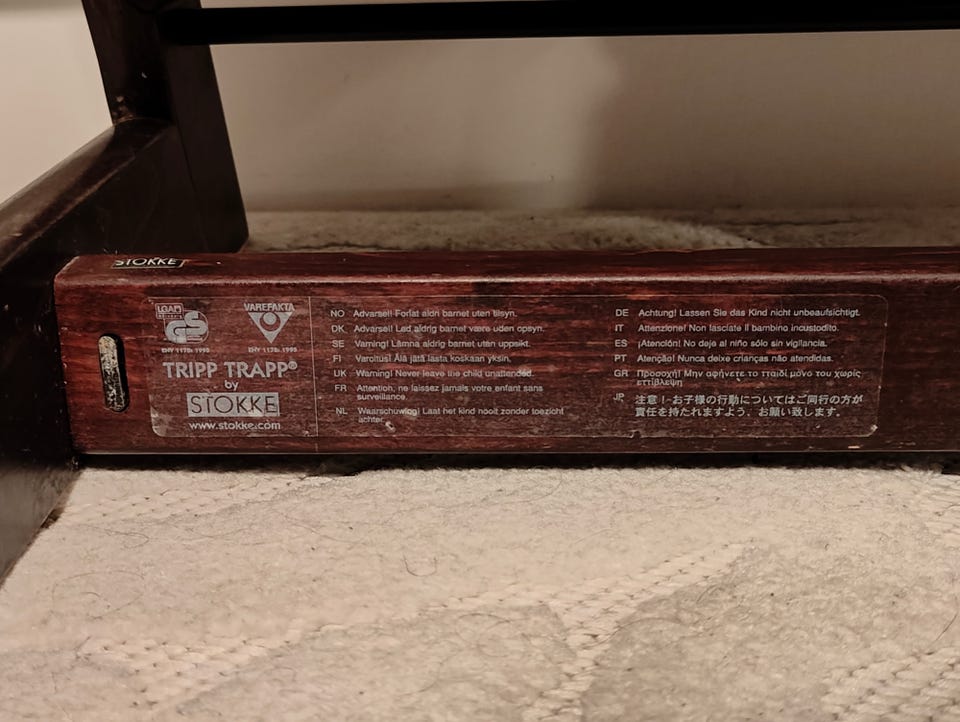 STOKKE
LGA
GS
VAREFAKTA
ENV 1178: 1995
TRIPP TRAPP®
by
STOKKE
www.stokke.com
NO Advarsel! Forlat aldri barnet uten tilsyn.
DK Advarsel! Lad aldrig barnet være uden opsyn.
SE Varning! Lämna aldrig barnet utan uppsikt.
FI Varoitus! Älä jätä lasta koskaan yksin.
UK Warning! Never leave the child unattended.
FR Attention, ne laissez jamais votre enfant sans
surveillance.
NL Waarschuwing! Laat het kind nooit zonder toezicht
achter.
DE Achtung! Lassen Sie das Kind nicht unbeaufsichtigt.
IT Attenzione! Non lasciate il bambino incustodito.
ES ¡Atención! No deje al niño sólo sin vigilancia.
PT Atenção! Nunca deixe crianças não atendidas.
GR Προσοχή! Μην αφήνετε το παιδί μόνο του χωρίς
επίβλεψη
JP 注意！お子様の行動についてはご同行の方が
責任を持たれますよう、お願い致します。